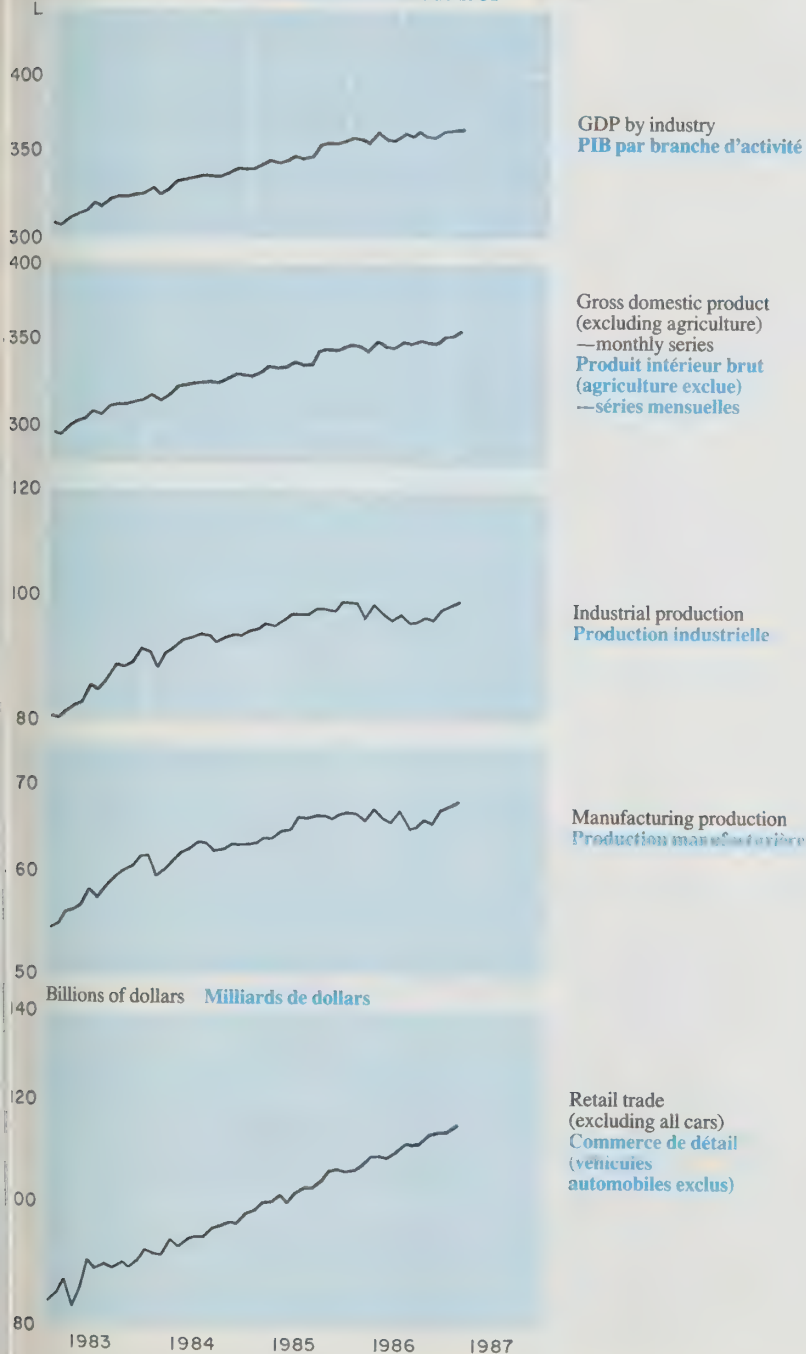 L
400
350
300
GDP by industry
PIB par branche d'activité
400
350
300
Gross domestic product
(excluding agriculture)
—monthly series
Produit intérieur brut
(agriculture exclue)
—séries mensuelles
120
100
80
Industrial production
Production industrielle
70
60
50
Manufacturing production
Production manufacturière
Billions of dollars Milliards de dollars
140
120
00
80
Retail trade
(excluding all cars)
Commerce de détail
(véhicules
automobiles exclus)
1983 1984 1985 1986 1987